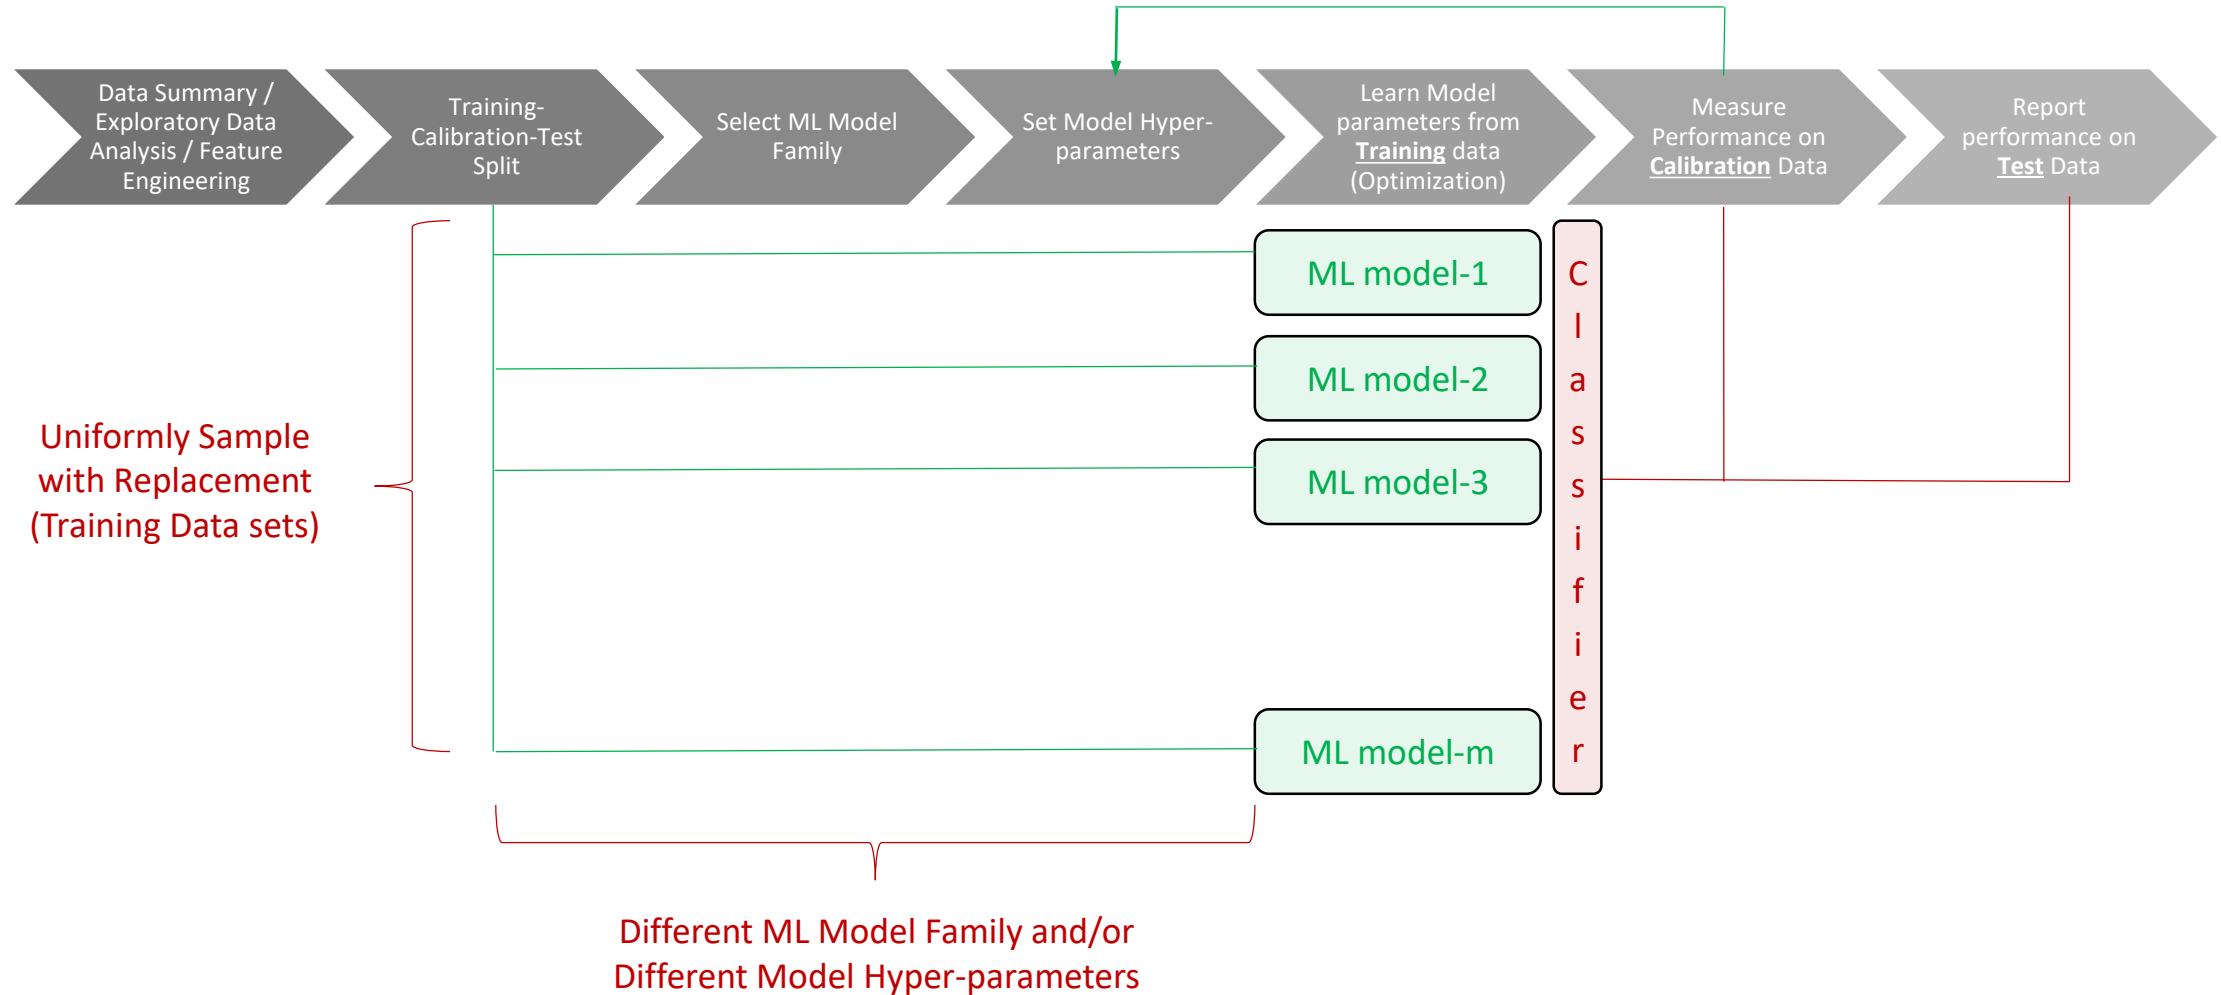 Data Summary /
Exploratory Data
Analysis / Feature
Engineering
Training-
Calibration-Test
Split
Select ML Model
Family
Set Model Hyper-
parameters
Learn Model
parameters from
Training data
(Optimization)
Measure
Performance on
Calibration Data
Report
performance on
Test Data
Uniformly Sample
with Replacement
(Training Data sets)
ML model-1
ML model-2
ML model-3
ML model-m
C
l
a
s
s
i
f
i
e
r
Different ML Model Family and/or
Different Model Hyper-parameters